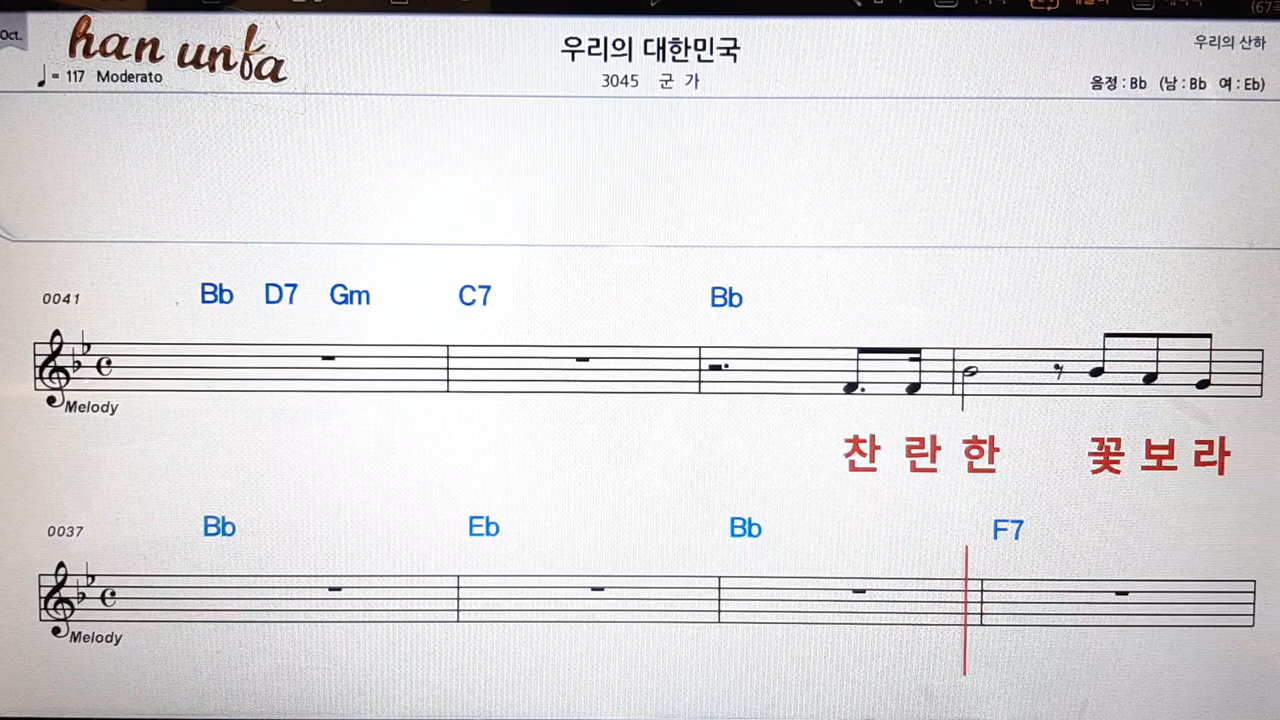 Oct.
han unfa
우리의 대한민국
우리의 산하
♩= 117 Moderato
3045 군 가
음정 : Bb (남 : Bb 여 : Eb)
0041 Bb D7 Gm C7 Bb
Melody
찬 란 한 꽃 보 라
0037 Bb Eb Bb F7
Melody